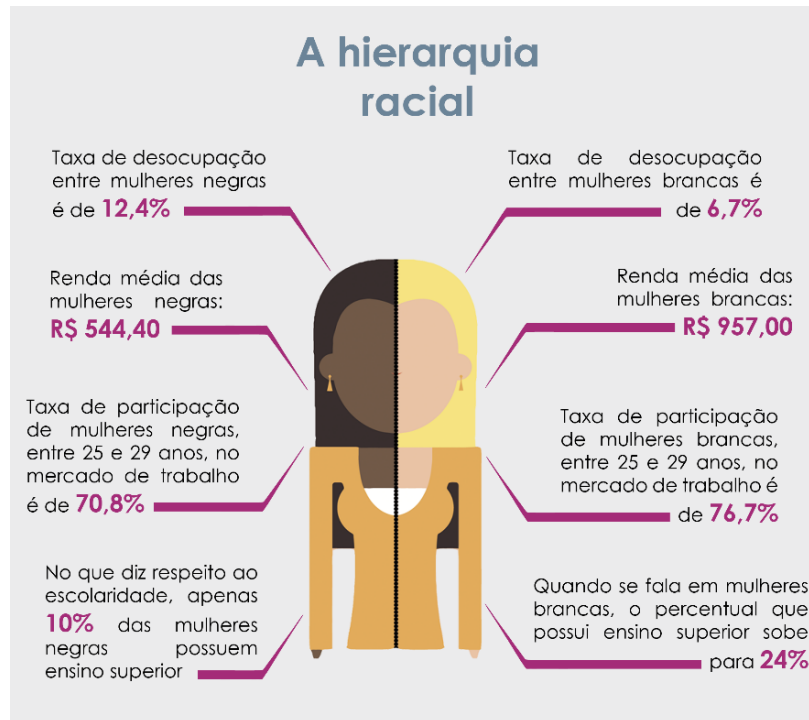 A hierarquia
racial
Taxa de desocupação
entre mulheres negras
é de 12,4%
Taxa de desocupação
entre mulheres brancas é
de 6,7%
Renda média das
mulheres negras:
R$ 544,40
Renda média das
mulheres brancas:
R$ 957,00
Taxa de participação
de mulheres negras,
entre 25 e 29 anos, no
mercado de trabalho
é de 70,8%
Taxa de participação
de mulheres brancas,
entre 25 e 29 anos, no
mercado de trabalho é
de 76,7%
No que diz respeito ao
escolaridade, apenas
10% das mulheres
negras possuem
ensino superior
Quando se fala em mulheres
brancas, o percentual que
possui ensino superior sobe
para 24%